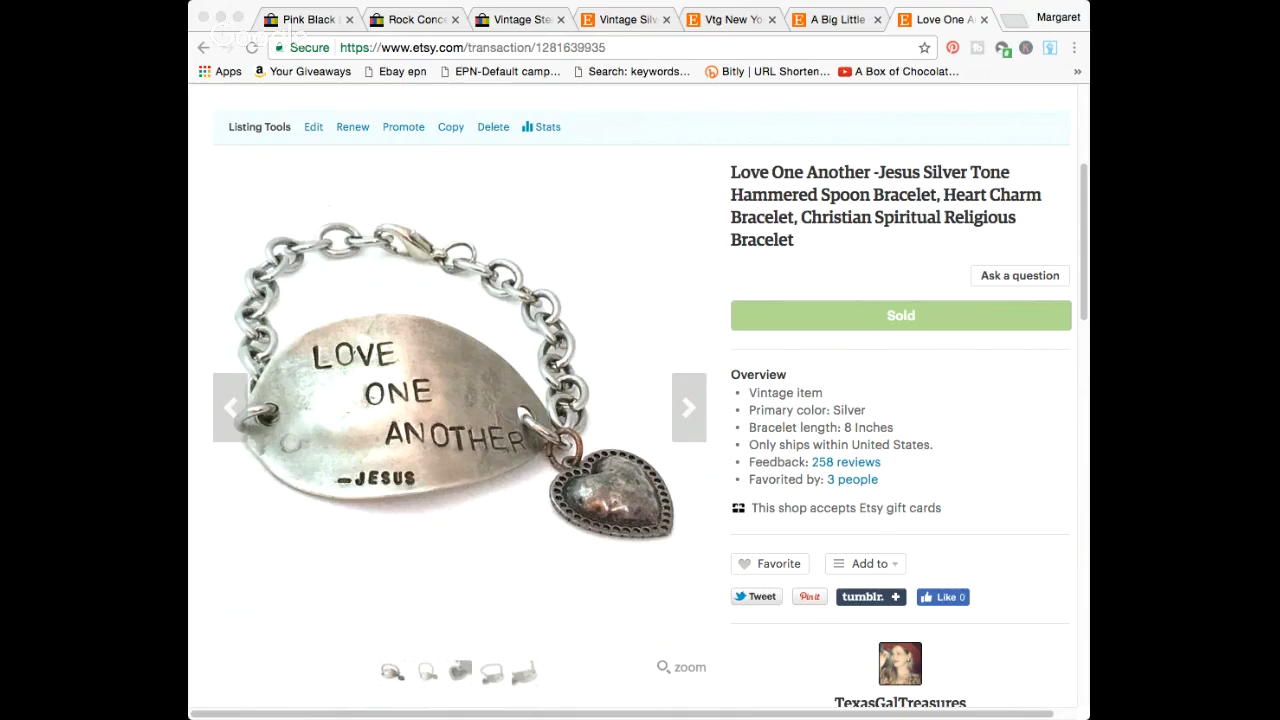 Pink Black L
Rock Conce
Vintage Ste
Vintage Silv
Vtg New Yo
A Big Little
Love One A
Margaret
Secure
https://www.etsy.com/transaction/1281639935
Apps
Your Giveaways
Ebay epn
EPN-Default camp...
Search: keywords...
Bitly | URL Shorten...
A Box of Chocolat...
»
Listing Tools Edit Renew Promote Copy Delete Stats
Love One Another -Jesus Silver Tone
Hammered Spoon Bracelet, Heart Charm
Bracelet, Christian Spiritual Religious
Bracelet
Ask a question
Sold
LOVE
ONE
ANOTHER
-JESUS
Overview
• Vintage item
• Primary color: Silver
• Bracelet length: 8 Inches
• Only ships within United States.
• Feedback: 258 reviews
• Favorited by: 3 people
This shop accepts Etsy gift cards
Favorite
Add to
Tweet
Pin it
tumblr. +
Like 0
zoom
TexasGalTreasures